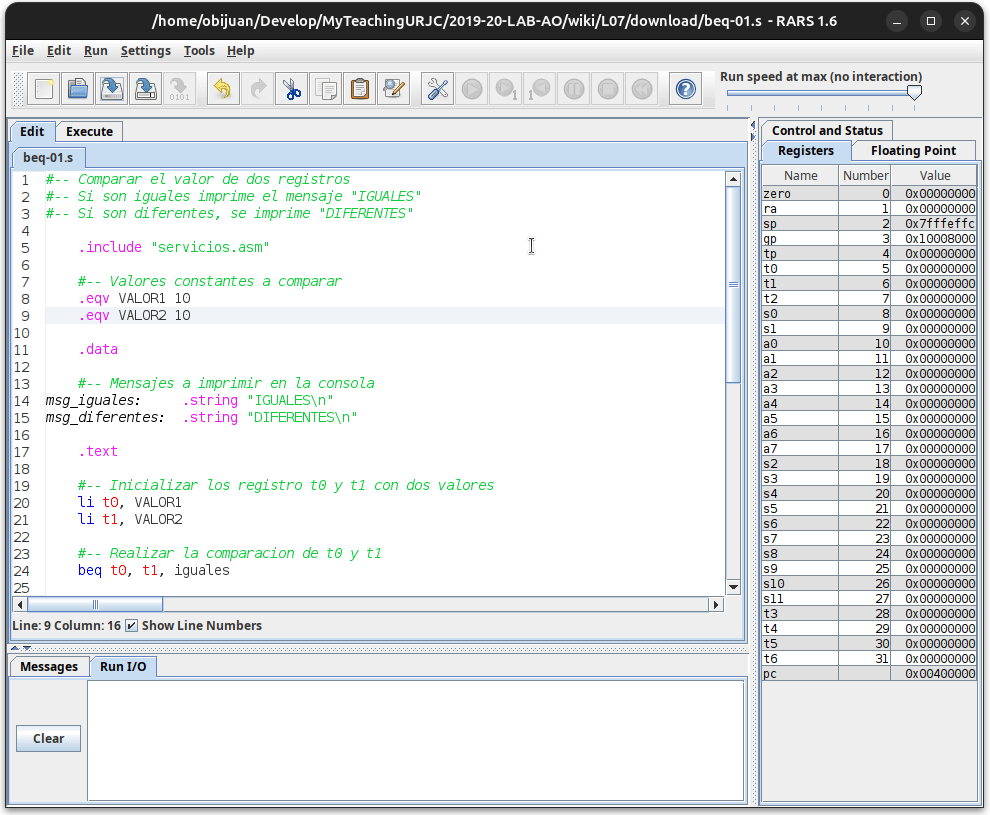 /home/obijuan/Develop/MyTeachingURJC/2019-20-LAB-AO/wiki/L07/download/beq-01.s - RARS 1.6
File Edit Run Settings Tools Help
Run speed at max (no interaction)
Edit Execute
beq-01.s
1 #-- Comparar el valor de dos registros
2 #-- Si son iguales imprime el mensaje "IGUALES"
3 #-- Si son diferentes, se imprime "DIFERENTES"
4
5 .include "servicios.asm"
6
7 #-- Valores constantes a comparar
8 .eqv VALOR1 10
9 .eqv VALOR2 10
10
11 .data
12
13 #-- Mensajes a imprimir en la consola
14 msg_iguales: .string "IGUALES\n"
15 msg_diferentes: .string "DIFERENTES\n"
16
17 .text
18
19 #-- Inicializar los registro t0 y t1 con dos valores
20 li t0, VALOR1
21 li t1, VALOR2
22
23 #-- Realizar la comparacion de t0 y t1
24 beq t0, t1, iguales
25
Line: 9 Column: 16 Show Line Numbers
Messages Run I/O
Clear
Control and Status
Registers Floating Point
Name Number Value
zero 0 0x00000000
ra 1 0x00000000
sp 2 0x7fffeffc
gp 3 0x10008000
tp 4 0x00000000
t0 5 0x00000000
t1 6 0x00000000
t2 7 0x00000000
s0 8 0x00000000
s1 9 0x00000000
a0 10 0x00000000
a1 11 0x00000000
a2 12 0x00000000
a3 13 0x00000000
a4 14 0x00000000
a5 15 0x00000000
a6 16 0x00000000
a7 17 0x00000000
s2 18 0x00000000
s3 19 0x00000000
s4 20 0x00000000
s5 21 0x00000000
s6 22 0x00000000
s7 23 0x00000000
s8 24 0x00000000
s9 25 0x00000000
s10 26 0x00000000
s11 27 0x00000000
t3 28 0x00000000
t4 29 0x00000000
t5 30 0x00000000
t6 31 0x00000000
pc 0x00400000